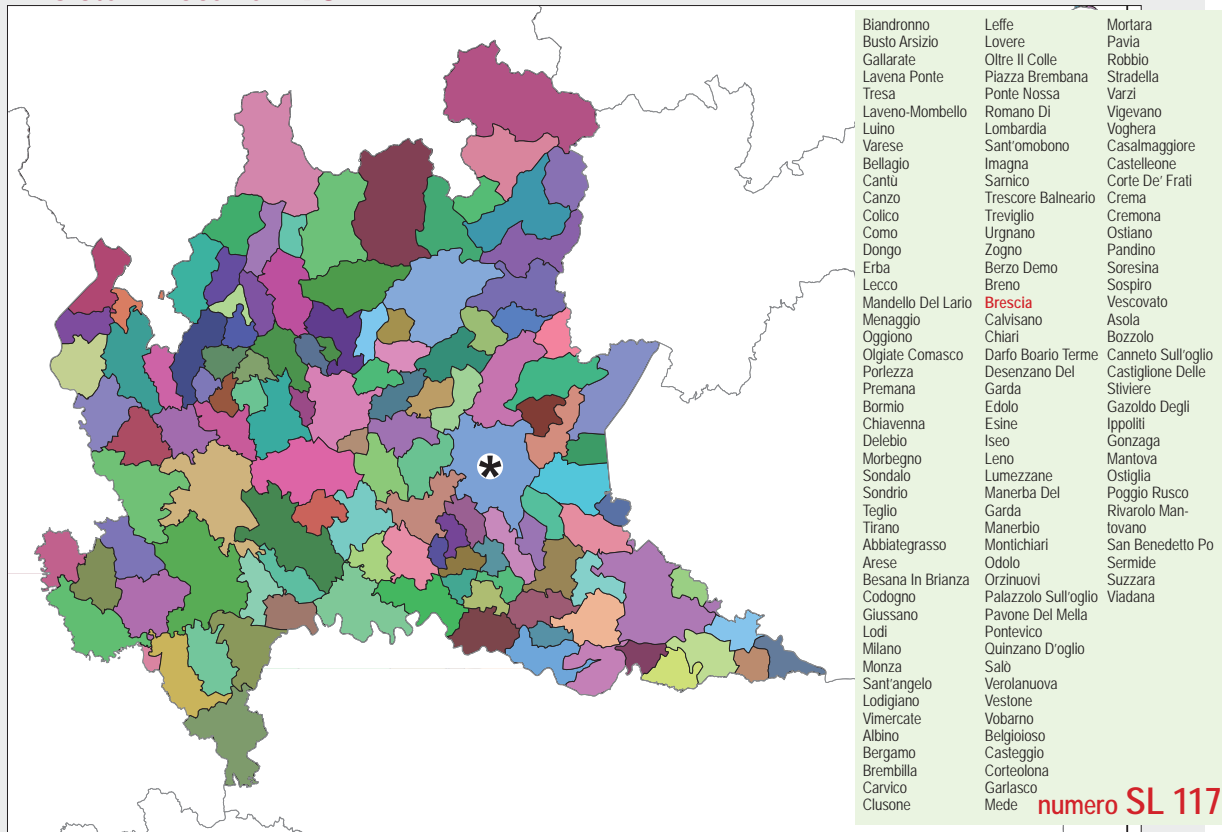 Biandronno
Busto Arsizio
Gallarate
Lavena Ponte
Tresa
Laveno-Mombello
Luino
Varese
Bellagio
Cantù
Canzo
Colico
Como
Dongo
Erba
Lecco
Mandello Del Lario
Menaggio
Oggiono
Olgiate Comasco
Porlezza
Premana
Bormio
Chiavenna
Delebio
Morbegno
Sondalo
Sondrio
Teglio
Tirano
Abbiategrasso
Arese
Besana In Brianza
Codogno
Giussano
Lodi
Milano
Monza
Sant'angelo
Lodigiano
Vimercate
Albino
Bergamo
Brembilla
Carvico
Clusone
Leffe
Lovere
Oltre Il Colle
Piazza Brembana
Ponte Nossa
Romano Di
Lombardia
Sant'omobono
Imagna
Sarnico
Trescore Balneario
Treviglio
Urgnano
Zogno
Berzo Demo
Breno
Brescia
Calvisano
Chiari
Darfo Boario Terme
Desenzano Del
Garda
Edolo
Esine
Iseo
Leno
Lumezzane
Manerba Del
Garda
Manerbio
Montichiari
Odolo
Orzinuovi
Palazzolo Sull'oglio
Pavone Del Mella
Pontevico
Quinzano D'oglio
Salò
Verolanuova
Vestone
Vobarno
Belgioioso
Casteggio
Corteolona
Garlasco
Mede
Mortara
Pavia
Robbio
Stradella
Varzi
Vigevano
Voghera
Casalmaggiore
Castelleone
Corte De' Frati
Crema
Cremona
Ostiano
Pandino
Soresina
Sospiro
Vescovato
Asola
Bozzolo
Canneto Sull'oglio
Castiglione Delle
Stiviere
Gazoldo Degli
Ippoliti
Gonzaga
Mantova
Ostiglia
Poggio Rusco
Rivarolo Man-
tovano
San Benedetto Po
Sermide
Suzzara
Viadana
numero SL 117
*